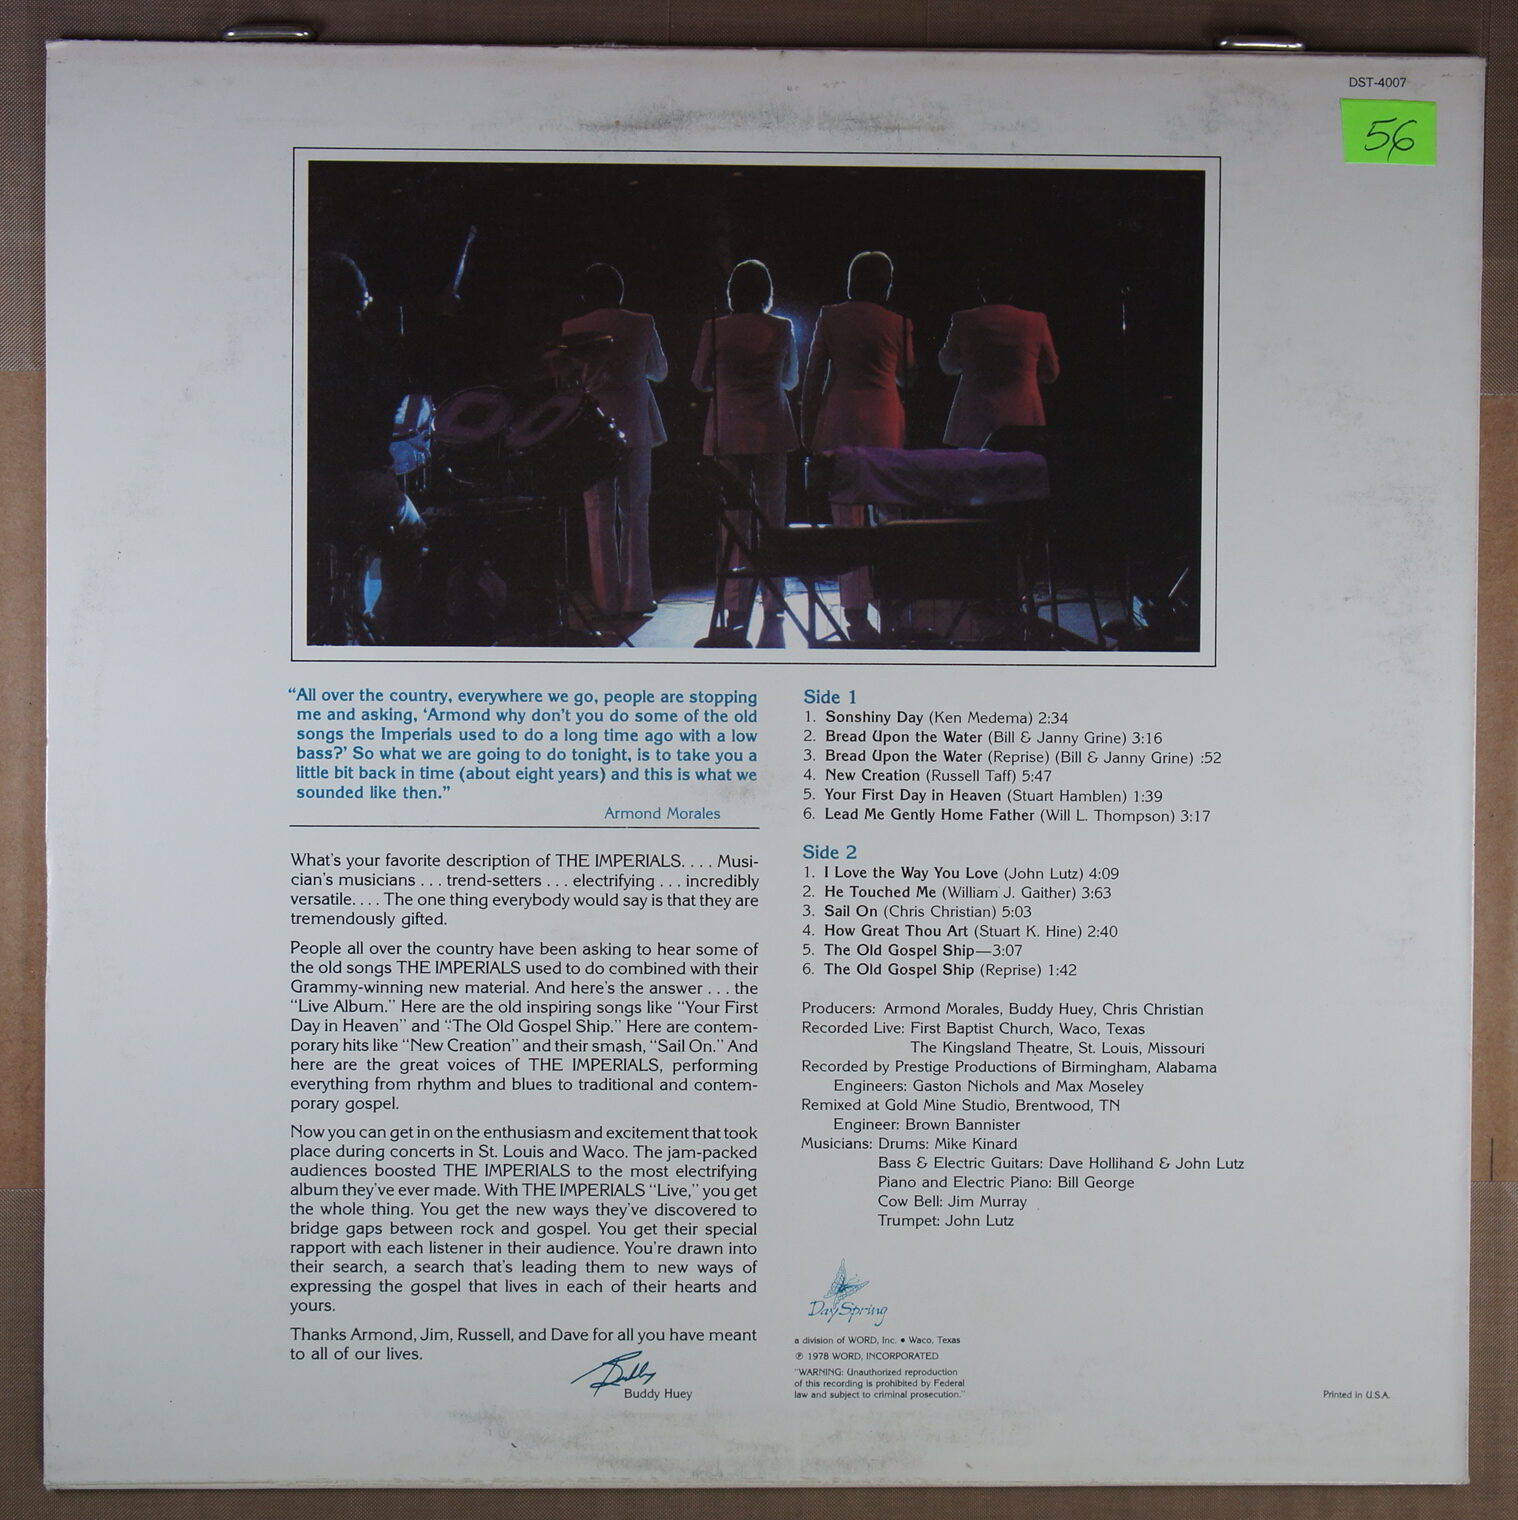 DST-4007
56
“All over the country, everywhere we go, people are stopping
me and asking, ‘Armond why don't you do some of the old
songs the Imperials used to do a long time ago with a low
bass?’ So what we are going to do tonight, is to take you a
little bit back in time (about eight years) and this is what we
sounded like then.”
Armond Morales
What's your favorite description of THE IMPERIALS. . . . Musi-
cian's musicians . . . trend-setters . . . electrifying . . . incredibly
versatile. . . . The one thing everybody would say is that they are
tremendously gifted.
People all over the country have been asking to hear some of
the old songs THE IMPERIALS used to do combined with their
Grammy-winning new material. And here's the answer . . . the
“Live Album.” Here are the old inspiring songs like “Your First
Day in Heaven” and “The Old Gospel Ship.” Here are contem-
porary hits like “New Creation” and their smash, “Sail On.” And
here are the great voices of THE IMPERIALS, performing
everything from rhythm and blues to traditional and contem-
porary gospel.
Now you can get in on the enthusiasm and excitement that took
place during concerts in St. Louis and Waco. The jam-packed
audiences boosted THE IMPERIALS to the most electrifying
album they've ever made. With THE IMPERIALS “Live,” you get
the whole thing. You get the new ways they've discovered to
bridge gaps between rock and gospel. You get their special
rapport with each listener in their audience. You're drawn into
their search, a search that's leading them to new ways of
expressing the gospel that lives in each of their hearts and
yours.
Thanks Armond, Jim, Russell, and Dave for all you have meant
to all of our lives.
Buddy
Buddy Huey
Side 1
1. Sonshiny Day (Ken Medema) 2:34
2. Bread Upon the Water (Bill & Janny Grine) 3:16
3. Bread Upon the Water (Reprise) (Bill & Janny Grine) :52
4. New Creation (Russell Taff) 5:47
5. Your First Day in Heaven (Stuart Hamblen) 1:39
6. Lead Me Gently Home Father (Will L. Thompson) 3:17
Side 2
1. I Love the Way You Love (John Lutz) 4:09
2. He Touched Me (William J. Gaither) 3:63
3. Sail On (Chris Christian) 5:03
4. How Great Thou Art (Stuart K. Hine) 2:40
5. The Old Gospel Ship—3:07
6. The Old Gospel Ship (Reprise) 1:42
Producers: Armond Morales, Buddy Huey, Chris Christian
Recorded Live: First Baptist Church, Waco, Texas
The Kingsland Theatre, St. Louis, Missouri
Recorded by Prestige Productions of Birmingham, Alabama
Engineers: Gaston Nichols and Max Moseley
Remixed at Gold Mine Studio, Brentwood, TN
Engineer: Brown Bannister
Musicians: Drums: Mike Kinard
Bass & Electric Guitars: Dave Hollihand & John Lutz
Piano and Electric Piano: Bill George
Cow Bell: Jim Murray
Trumpet: John Lutz
DaySpring
a division of WORD, Inc. • Waco, Texas
℗ 1978 WORD, INCORPORATED
“WARNING: Unauthorized reproduction
of this recording is prohibited by Federal
law and subject to criminal prosecution.”
Printed in U.S.A.